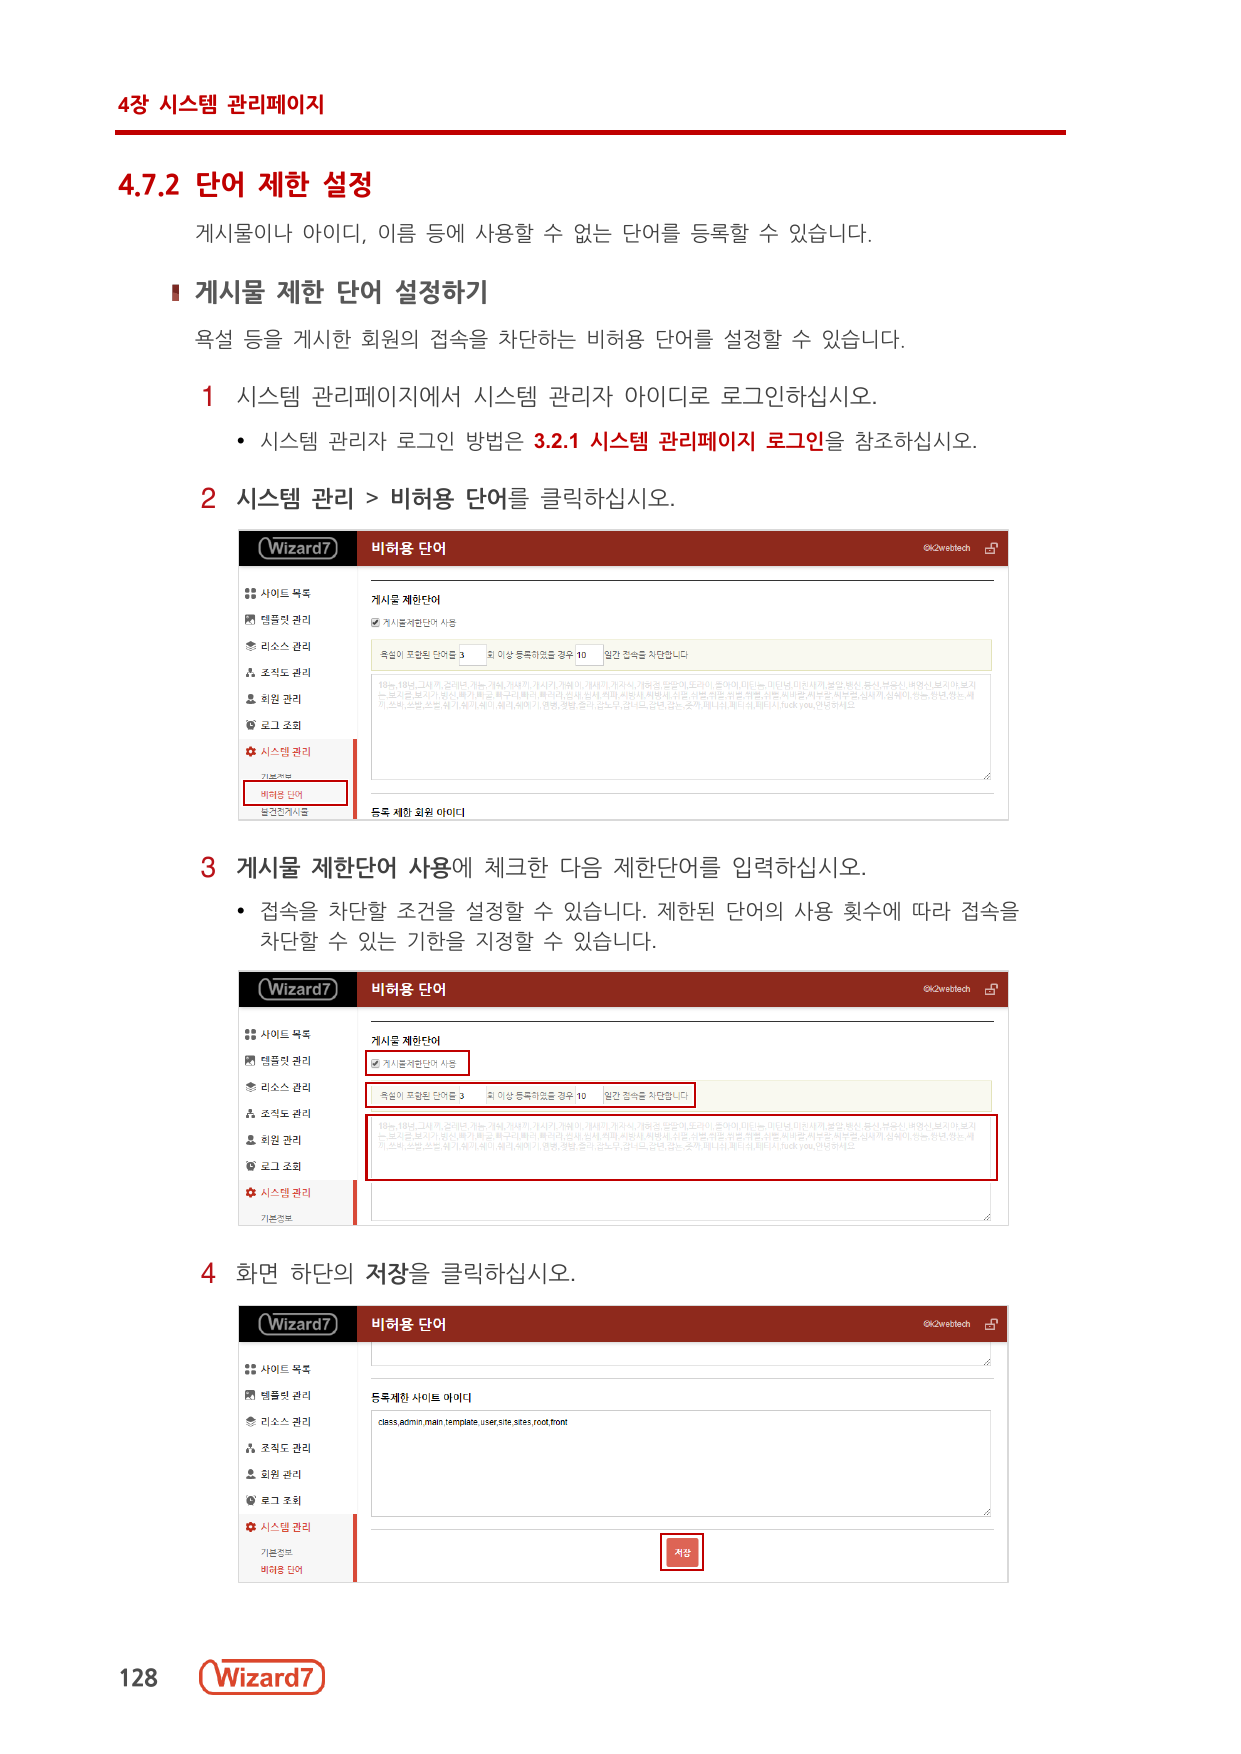 4장 시스템 관리페이지
4.7.2 단어 제한 설정
게시물이나 아이디, 이름 등에 사용할 수 없는 단어를 등록할 수 있습니다.
게시물 제한 단어 설정하기
욕설 등을 게시한 회원의 접속을 차단하는 비허용 단어를 설정할 수 있습니다.
1 시스템 관리페이지에서 시스템 관리자 아이디로 로그인하십시오.
• 시스템 관리자 로그인 방법은 3.2.1 시스템 관리페이지 로그인을 참조하십시오.
2 시스템 관리 > 비허용 단어를 클릭하십시오.
Wizard7 비허용 단어 @k2webtech
사이트 목록
템플릿 관리
리소스 관리
조직도 관리
회원 관리
로그 조회
시스템 관리
기본정보
비허용 단어
불건전게시물
게시물 제한단어
게시물제한단어 사용
욕설이 포함된 단어를 3 회 이상 등록하였을 경우 10 일간 접속을 차단합니다
등록 제한 회원 아이디
3 게시물 제한단어 사용에 체크한 다음 제한단어를 입력하십시오.
• 접속을 차단할 조건을 설정할 수 있습니다. 제한된 단어의 사용 횟수에 따라 접속을
차단할 수 있는 기한을 지정할 수 있습니다.
Wizard7 비허용 단어 @k2webtech
사이트 목록
템플릿 관리
리소스 관리
조직도 관리
회원 관리
로그 조회
시스템 관리
기본정보
게시물 제한단어
게시물제한단어 사용
욕설이 포함된 단어를 3 회 이상 등록하였을 경우 10 일간 접속을 차단합니다
4 화면 하단의 저장을 클릭하십시오.
Wizard7 비허용 단어 @k2webtech
사이트 목록
템플릿 관리
리소스 관리
조직도 관리
회원 관리
로그 조회
시스템 관리
기본정보
비허용 단어
등록제한 사이트 아이디
class,admin,main,template,user,site,sites,root,front
저장
128 Wizard7